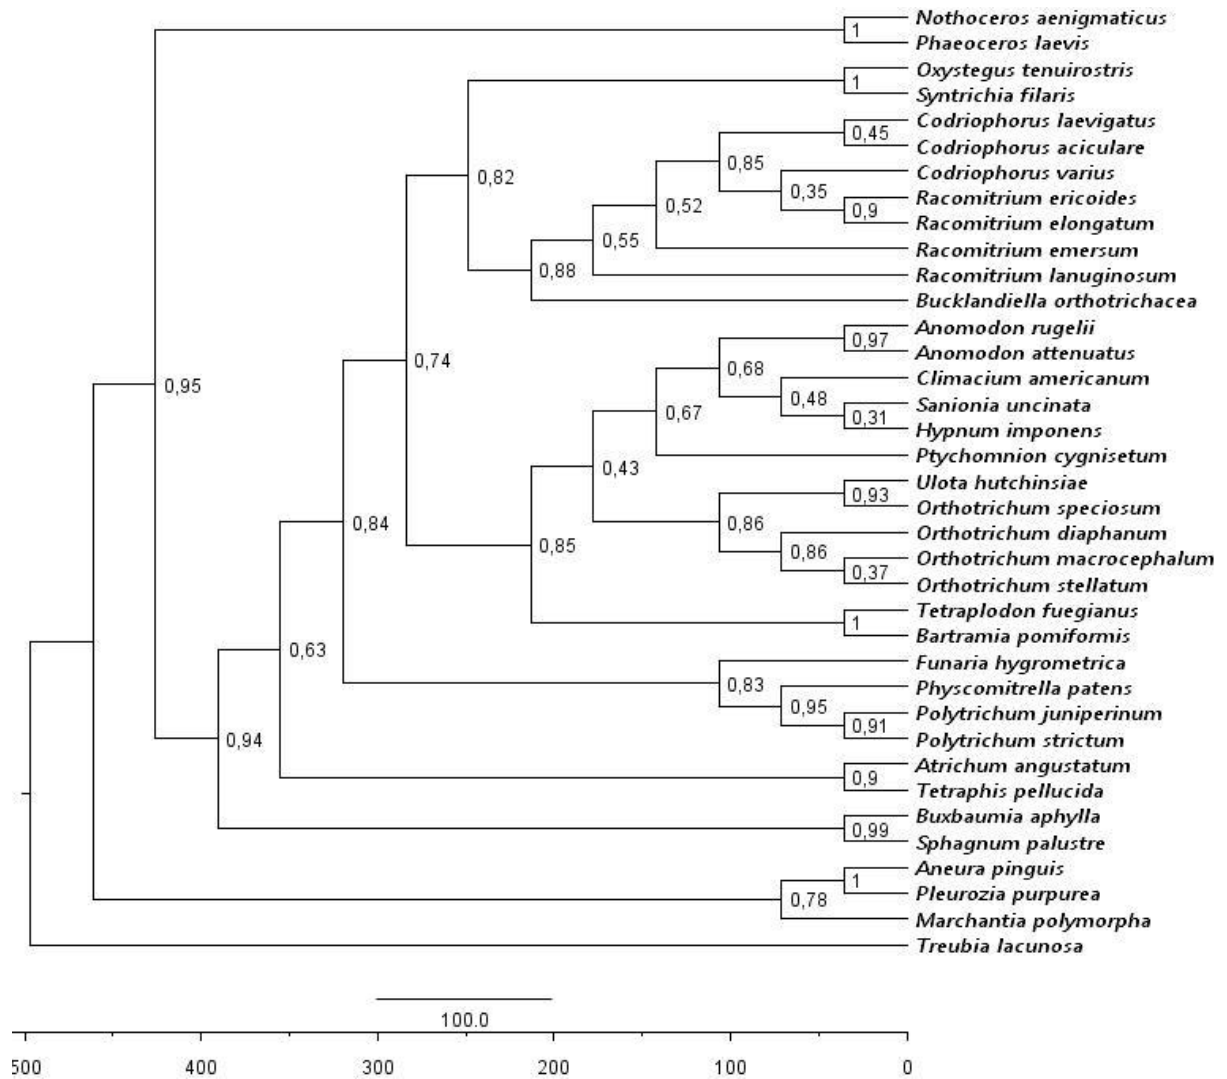 Nothoceros aenigmaticus
1
Phaeoceros laevis
Oxystegus tenuirostris
1
Syntrichia filaris
Codriophorus laevigatus
0,45
Codriophorus aciculare
0,85
Codriophorus varius
0,82
0,35
Racomitrium ericoides
0,52
0,9
Racomitrium elongatum
0,55
Racomitrium emersum
0,88
Racomitrium lanuginosum
Bucklandiella orthotrichacea
Anomodon rugelii
0,97
Anomodon attenuatus
0,74
0,68
Climacium americanum
0,95
0,48
Sanionia uncinata
0,67
0,31
Hypnum imponens
Ptychomnion cygnisetum
0,43
Ulota hutchinsiae
0,93
Orthotrichum speciosum
0,84
0,86
Orthotrichum diaphanum
0,85
0,86
Orthotrichum macrocephalum
0,37
Orthotrichum stellatum
Tetraplodon fuegianus
1
Bartramia pomiformis
0,63
Funaria hygrometrica
0,83
Physcomitrella patens
0,95
Polytrichum juniperinum
0,91
Polytrichum strictum
0,94
Atrichum angustatum
0,9
Tetraphis pellucida
Buxbaumia aphylla
0,99
Sphagnum palustre
Aneura pinguis
1
Pleurozia purpurea
0,78
Marchantia polymorpha
Treubia lacunosa
100.0
500 400 300 200 100 0